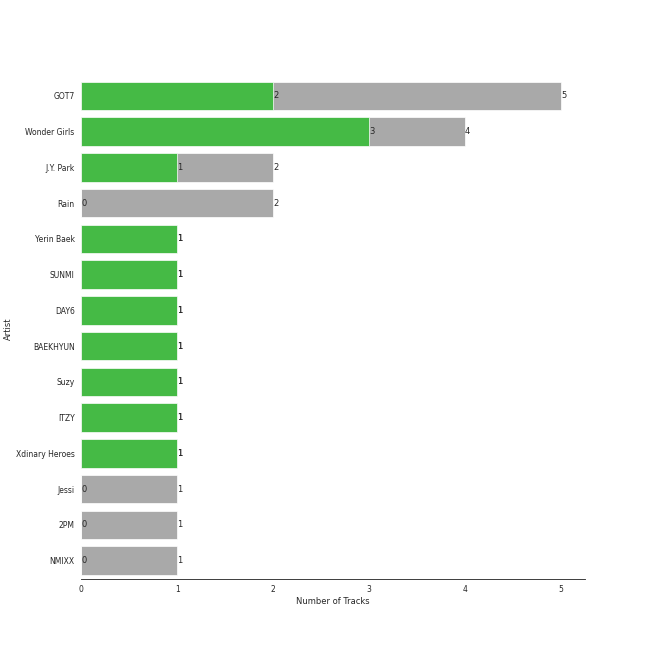 GOT7 2 5
Wonder Girls 3 4
J.Y. Park 1 2
Rain 0 2
Yerin Baek 1
SUNMI 1
DAY6 1
BAEKHYUN 1
Suzy 1
ITZY 1
Xdinary Heroes 1
Jessi 0 1
2PM 0 1
NMIXX 0 1
0 1 2 3 4 5
Number of Tracks
Artist